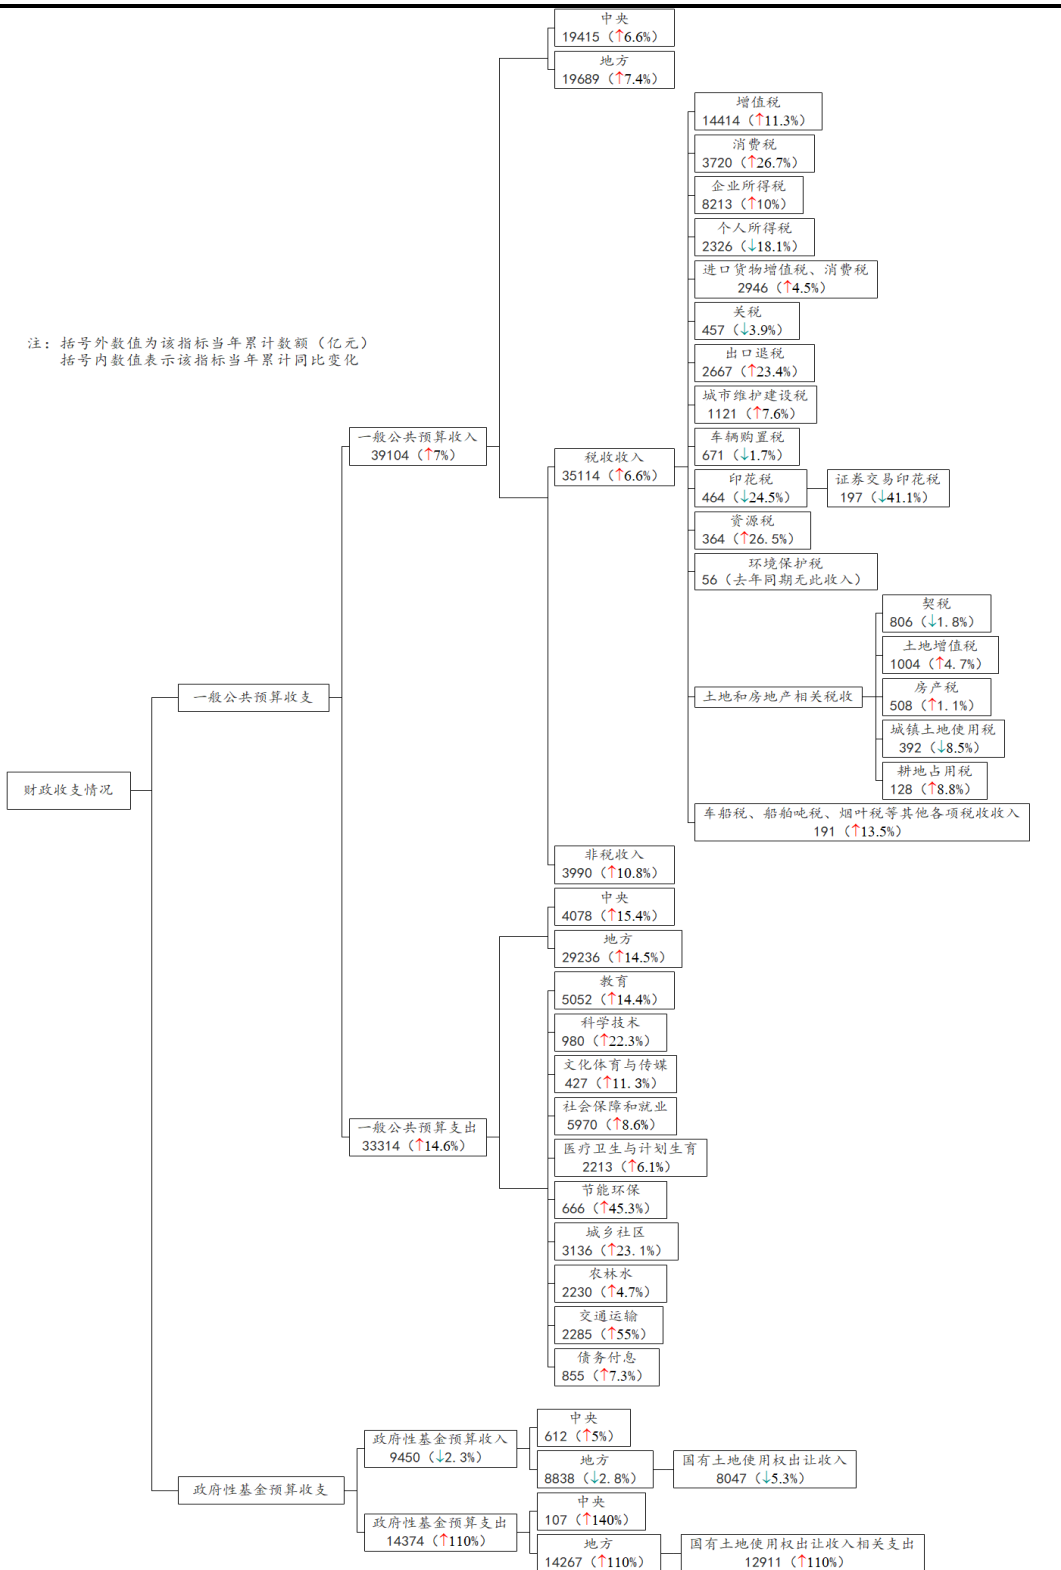 中央
19415（↑6.6%）
地方
19689（↑7.4%）
增值税
14414（↑11.3%）
消费税
3720（↑26.7%）
企业所得税
8213（↑10%）
个人所得税
2326（↓18.1%）
进口货物增值税、消费税
2946（↑4.5%）
关税
457（↓3.9%）
出口退税
2667（↑23.4%）
城市维护建设税
1121（↑7.6%）
车辆购置税
671（↓1.7%）
印花税
464（↓24.5%）
证券交易印花税
197（↓41.1%）
资源税
364（↑26.5%）
环境保护税
56（去年同期无此收入）
契税
806（↓1.8%）
土地增值税
1004（↑4.7%）
土地和房地产相关税收
房产税
508（↑1.1%）
城镇土地使用税
392（↓8.5%）
耕地占用税
128（↑8.8%）
车船税、船舶吨税、烟叶税等其他各项税收收入
191（↑13.5%）
注：括号外数值为该指标当年累计数额（亿元）
括号内数值表示该指标当年累计同比变化
一般公共预算收入
39104（↑7%）
税收收入
35114（↑6.6%）
一般公共预算收支
财政收支情况
非税收入
3990（↑10.8%）
中央
4078（↑15.4%）
地方
29236（↑14.5%）
教育
5052（↑14.4%）
科学技术
980（↑22.3%）
文化体育与传媒
427（↑11.3%）
社会保障和就业
5970（↑8.6%）
一般公共预算支出
33314（↑14.6%）
医疗卫生与计划生育
2213（↑6.1%）
节能环保
666（↑45.3%）
城乡社区
3136（↑23.1%）
农林水
2230（↑4.7%）
交通运输
2285（↑55%）
债务付息
855（↑7.3%）
中央
612（↑5%）
政府性基金预算收入
9450（↓2.3%）
地方
8838（↓2.8%）
国有土地使用权出让收入
8047（↓5.3%）
政府性基金预算收支
中央
107（↑140%）
政府性基金预算支出
14374（↑110%）
地方
14267（↑110%）
国有土地使用权出让收入相关支出
12911（↑110%）